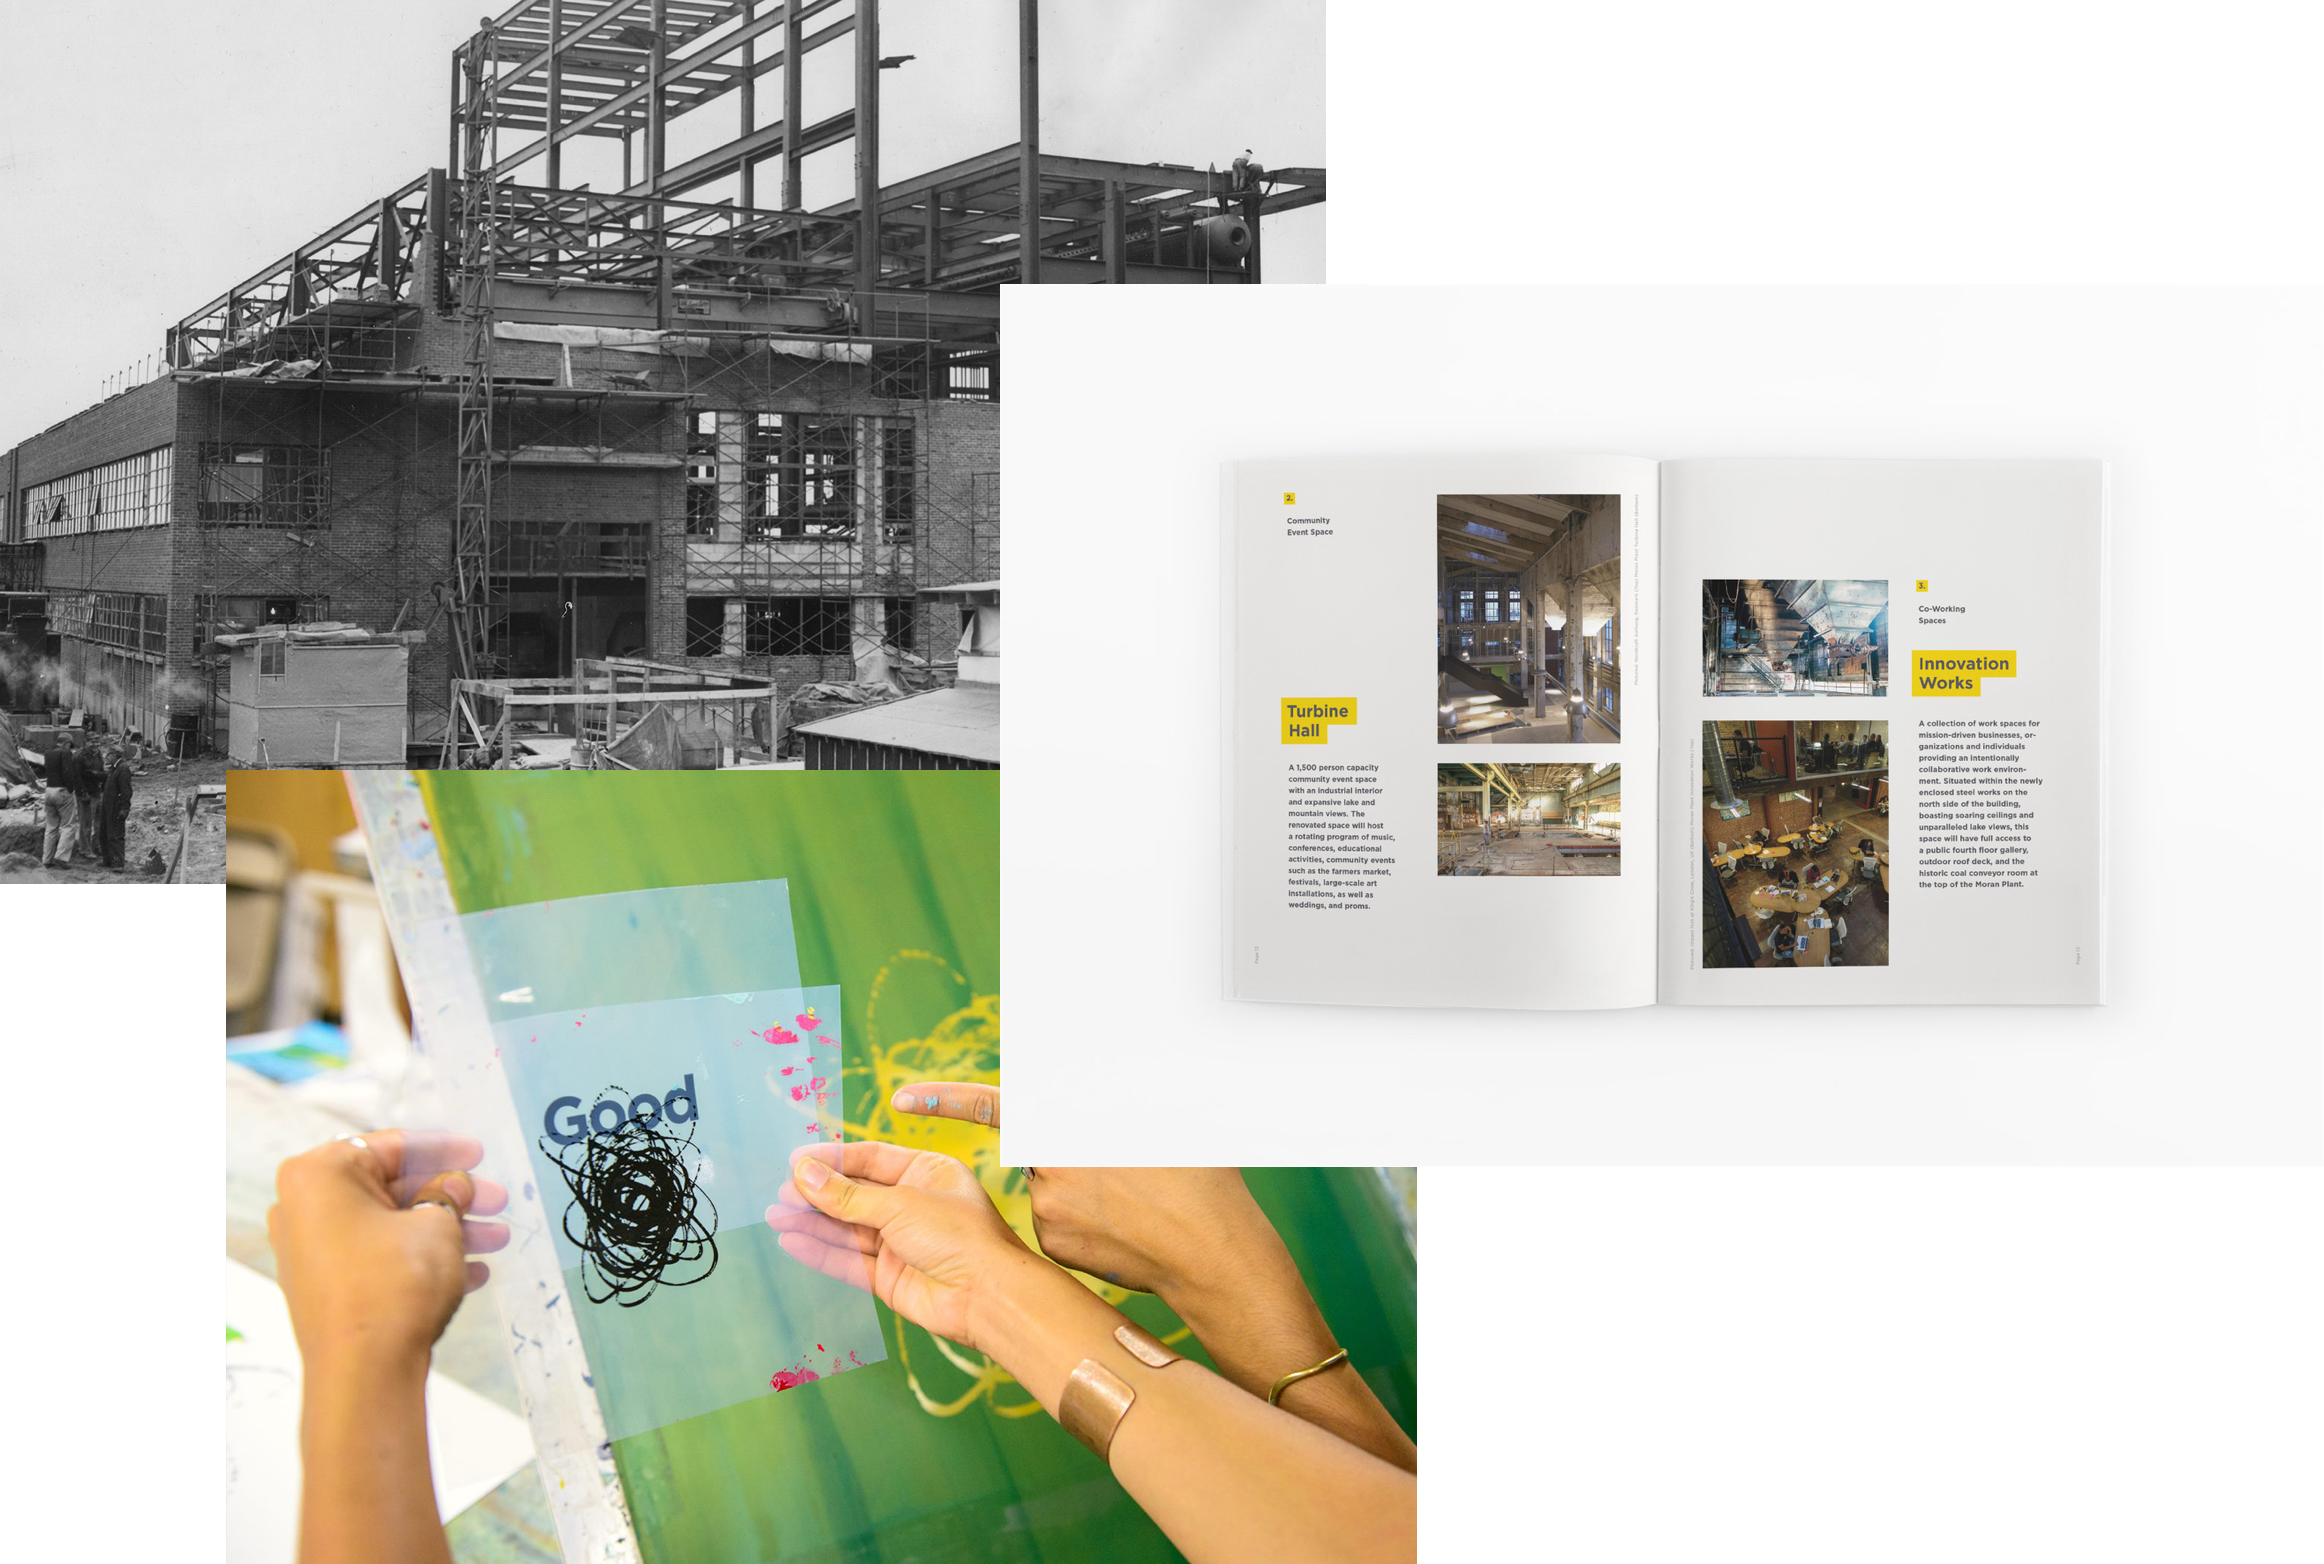 2.
Community
Event Space
Turbine
Hall
A 1,500 person capacity
community event space
with an industrial interior
and expansive lake and
mountain views. The
renovated space will host
a rotating program of music,
conferences, educational
activities, community events
such as the farmers market,
festivals, large-scale art
installations, as well as
weddings, and proms.
3.
Co-Working
Spaces
Innovation
Works
A collection of work spaces for
mission-driven businesses, or-
ganizations and individuals
providing an intentionally
collaborative work environ-
ment. Situated within the newly
enclosed steel works on the
north side of the building,
boasting soaring ceilings and
unparalleled lake views, this
space will have full access to
a public fourth floor gallery,
outdoor roof deck, and the
historic coal conveyor room at
the top of the Moran Plant.
Good